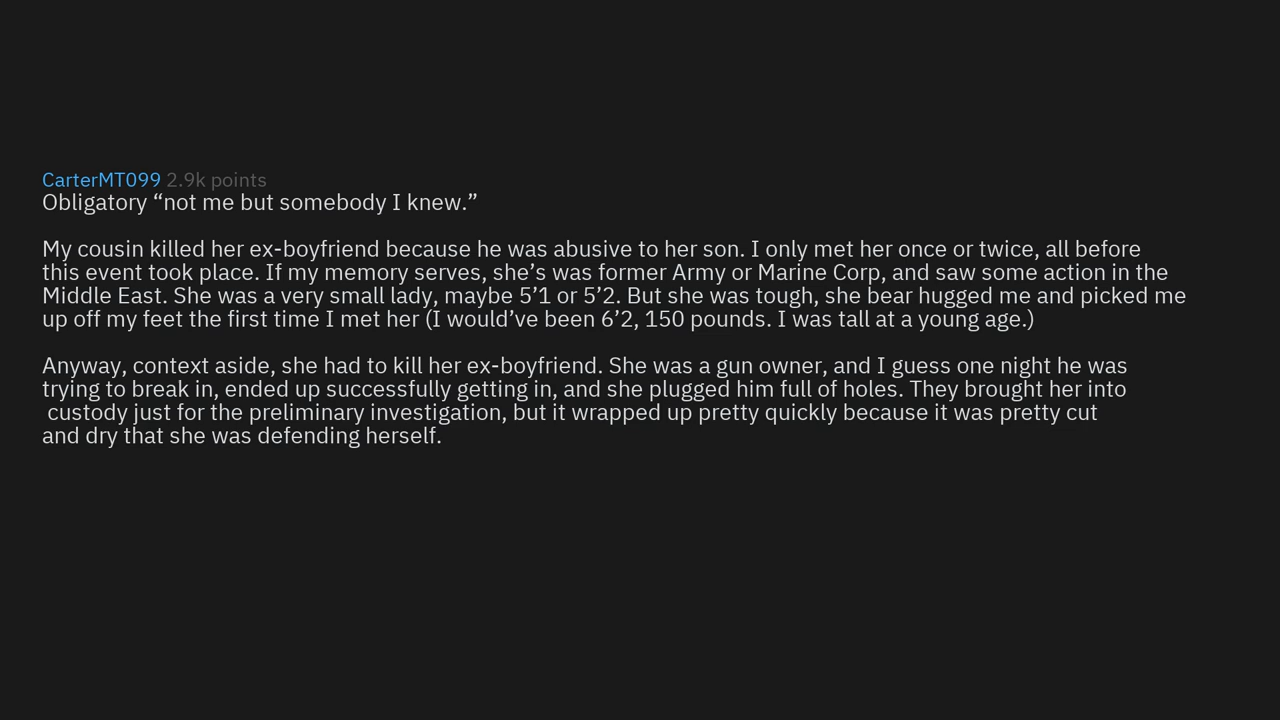 CarterMT099 2.9k points
Obligatory “not me but somebody I knew.”
My cousin killed her ex-boyfriend because he was abusive to her son. I only met her once or twice, all before
this event took place. If my memory serves, she’s was former Army or Marine Corp, and saw some action in the
Middle East. She was a very small lady, maybe 5’1 or 5’2. But she was tough, she bear hugged me and picked me
up off my feet the first time I met her (I would’ve been 6’2, 150 pounds. I was tall at a young age.)
Anyway, context aside, she had to kill her ex-boyfriend. She was a gun owner, and I guess one night he was
trying to break in, ended up successfully getting in, and she plugged him full of holes. They brought her into
custody just for the preliminary investigation, but it wrapped up pretty quickly because it was pretty cut
and dry that she was defending herself.